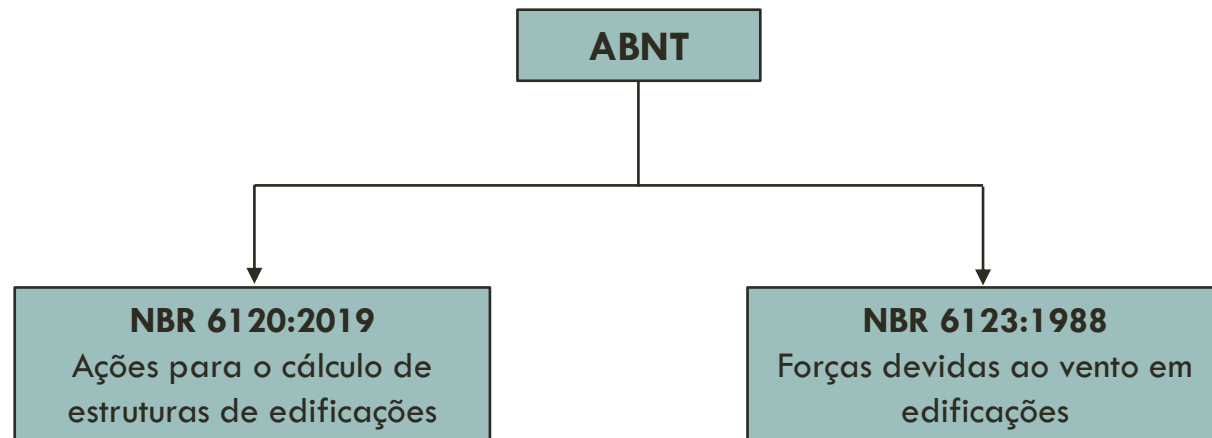 ABNT
NBR 6120:2019
Ações para o cálculo de
estruturas de edificações
NBR 6123:1988
Forças devidas ao vento em
edificações